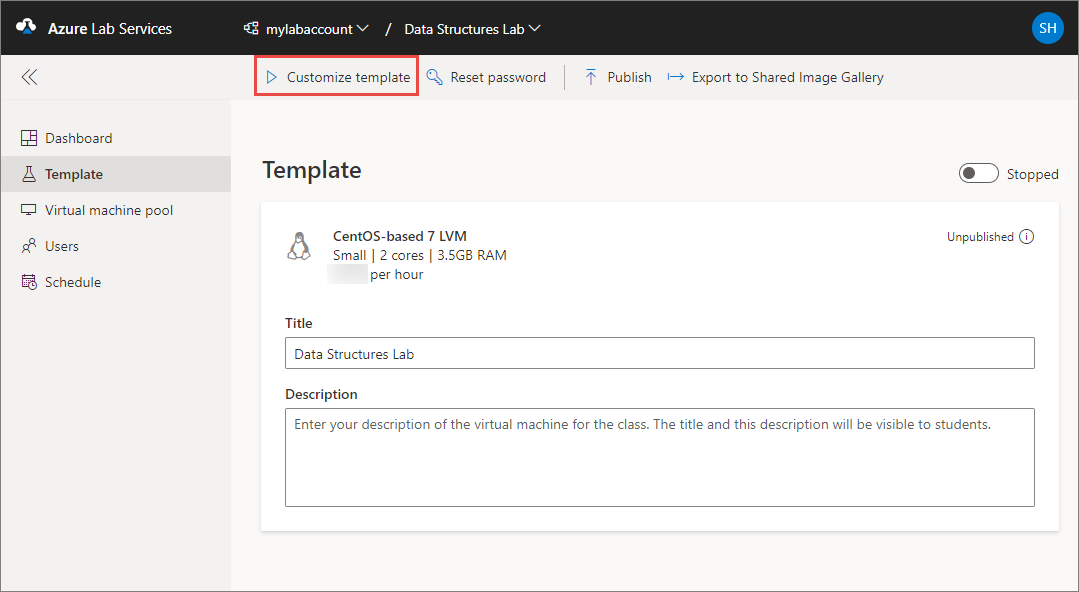 Azure Lab Services
mylabaccount / Data Structures Lab
SH
Customize template
Reset password
Publish
Export to Shared Image Gallery
Dashboard
Template
Virtual machine pool
Users
Schedule
Template
Stopped
CentOS-based 7 LVM
Small | 2 cores | 3.5GB RAM
per hour
Unpublished
Title
Data Structures Lab
Description
Enter your description of the virtual machine for the class. The title and this description will be visible to students.